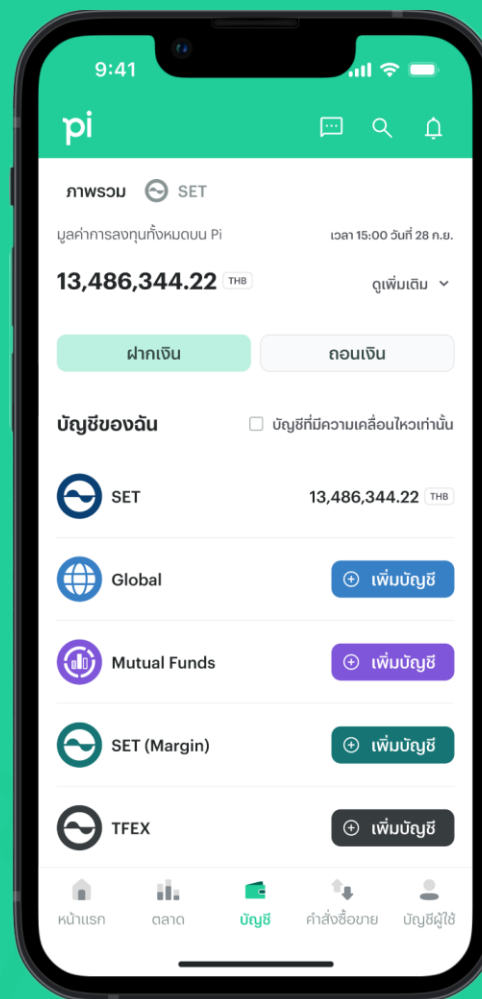 9:41
pi
ภาพรวม SET
มูลค่าการลงทุนทั้งหมดบน Pi เวลา 15:00 วันที่ 28 ก.ย.
13,486,344.22 THB ดูเพิ่มเติม
ฝากเงิน ถอนเงิน
บัญชีของฉัน บัญชีที่มีความเคลื่อนไหวเท่านั้น
SET 13,486,344.22 THB
Global เพิ่มบัญชี
Mutual Funds เพิ่มบัญชี
SET (Margin) เพิ่มบัญชี
TFEX เพิ่มบัญชี
หน้าแรก ตลาด บัญชี คำสั่งซื้อขาย บัญชีผู้ใช้